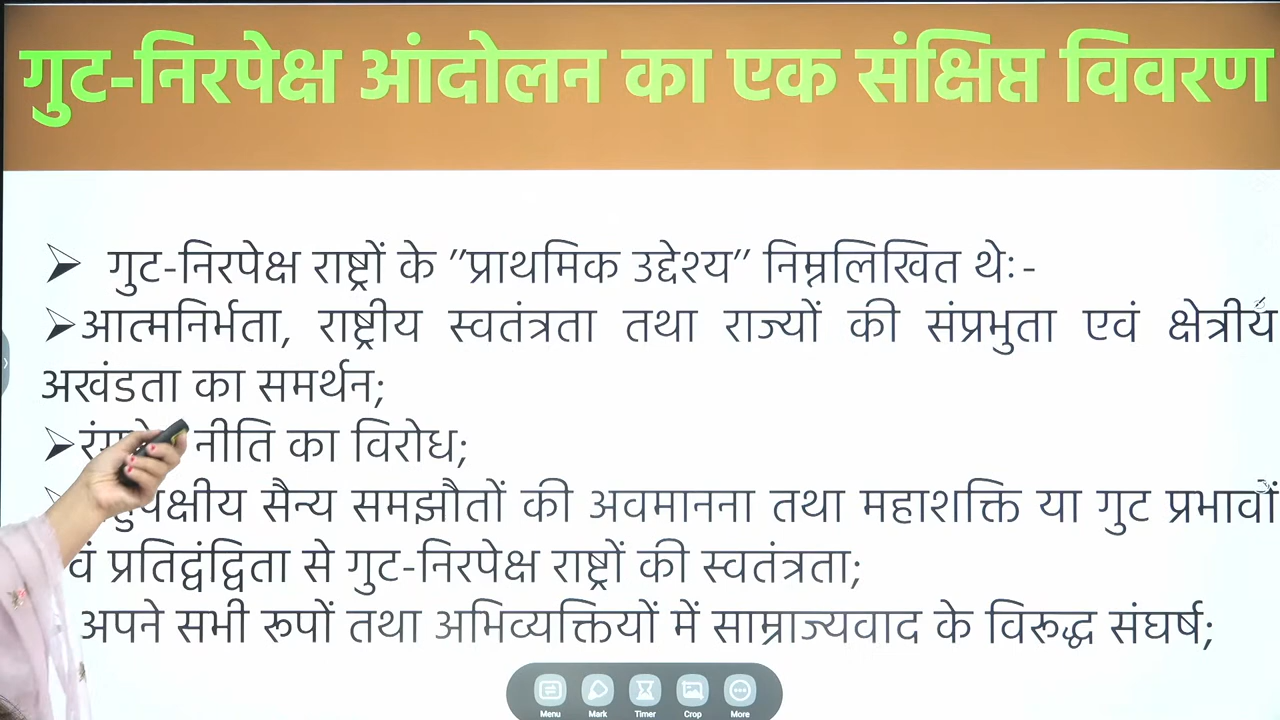 गुट-निरपेक्ष आंदोलन का एक संक्षिप्त विवरण
➢ गुट-निरपेक्ष राष्ट्रों के "प्राथमिक उद्देश्य" निम्नलिखित थेः-
➢आत्मनिर्भता, राष्ट्रीय स्वतंत्रता तथा राज्यों की संप्रभुता एवं क्षेत्रीय
अखंडता का समर्थन;
➢ नीति का विरोध;
सैन्य समझौतों की अवमानना तथा महाशक्ति या गुट प्रभावों
प्रतिद्वंद्विता से गुट-निरपेक्ष राष्ट्रों की स्वतंत्रता;
अपने सभी रुपों तथा अभिव्यक्तियों में साम्राज्यवाद के विरूद्ध संघर्ष;
Menu Mark Timer Crop More